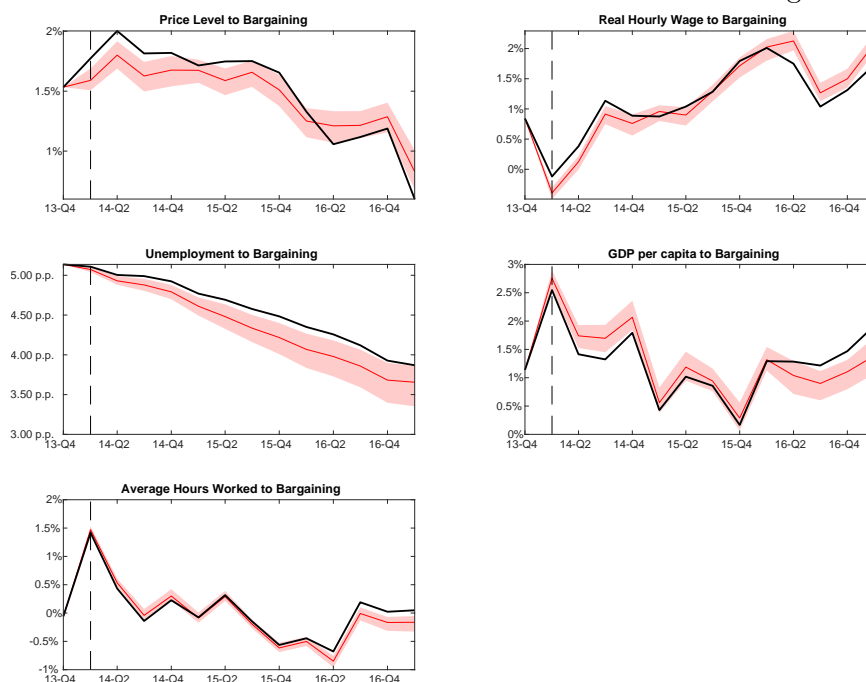 Price Level to Bargaining
2%
1.5%
1%
13-Q4 14-Q2 14-Q4 15-Q2 15-Q4 16-Q2 16-Q4
Real Hourly Wage to Bargaining
2%
1.5%
1%
0.5%
0%
13-Q4 14-Q2 14-Q4 15-Q2 15-Q4 16-Q2 16-Q4
Unemployment to Bargaining
5.00 p.p.
4.50 p.p.
4.00 p.p.
3.50 p.p.
3.00 p.p.
13-Q4 14-Q2 14-Q4 15-Q2 15-Q4 16-Q2 16-Q4
GDP per capita to Bargaining
3%
2.5%
2%
1.5%
1%
0.5%
0%
13-Q4 14-Q2 14-Q4 15-Q2 15-Q4 16-Q2 16-Q4
Average Hours Worked to Bargaining
2%
1.5%
1%
0.5%
0%
-0.5%
-1%
13-Q4 14-Q2 14-Q4 15-Q2 15-Q4 16-Q2 16-Q4